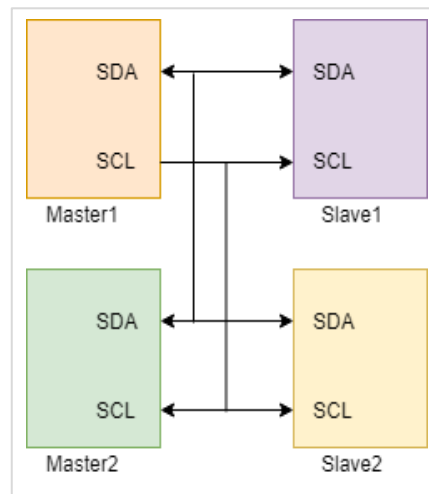 SDA
SDA
SCL
SCL
Master1
Slave1
SDA
SDA
SCL
SCL
Master2
Slave2